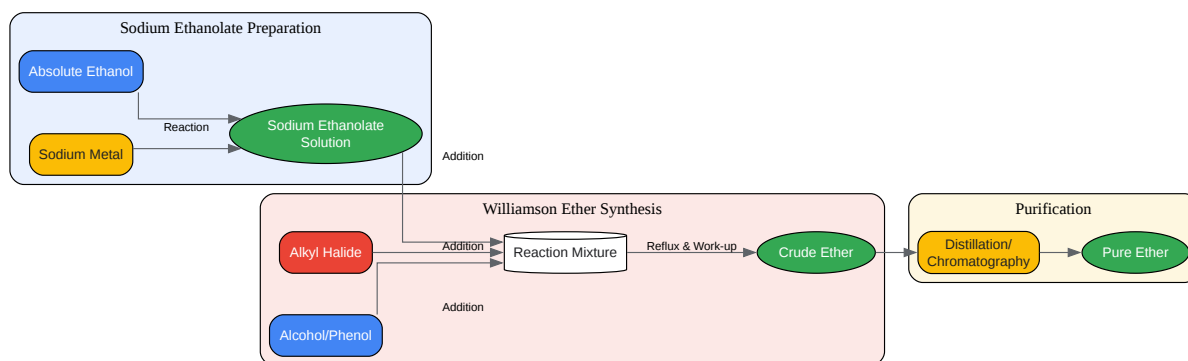 Sodium Ethanolate Preparation
Absolute Ethanol
Reaction
Sodium Ethanolate
Solution
Sodium Metal
Addition
Williamson Ether Synthesis
Alkyl Halide
Addition
Reaction Mixture
Reflux & Work-up
Crude Ether
Addition
Alcohol/Phenol
Purification
Distillation/
Chromatography
Pure Ether